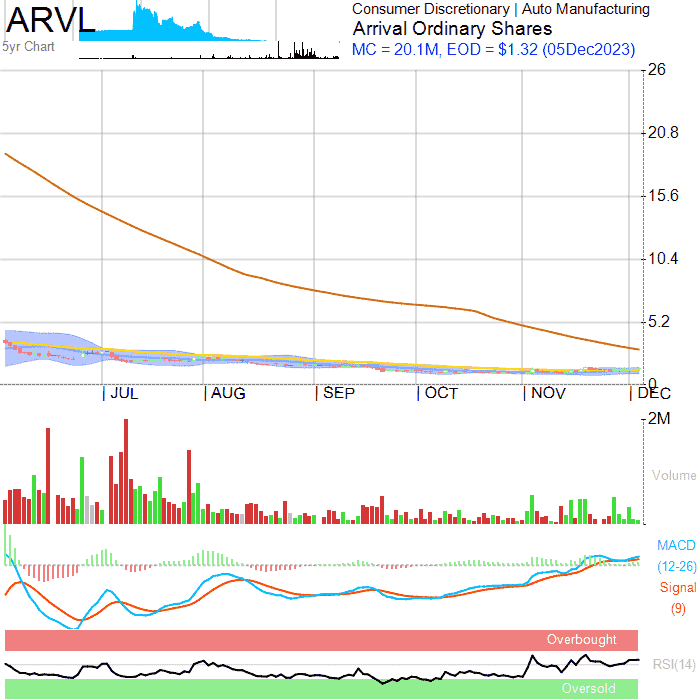 ARVL
5yr Chart
Consumer Discretionary | Auto Manufacturing
Arrival Ordinary Shares
MC = 20.1M, EOD = $1.32 (05Dec2023)
26
20.8
15.6
10.4
5.2
0
JUL AUG SEP OCT NOV DEC
2M
Volume
MACD
(12-26)
Signal
(9)
Overbought
RSI(14)
Oversold